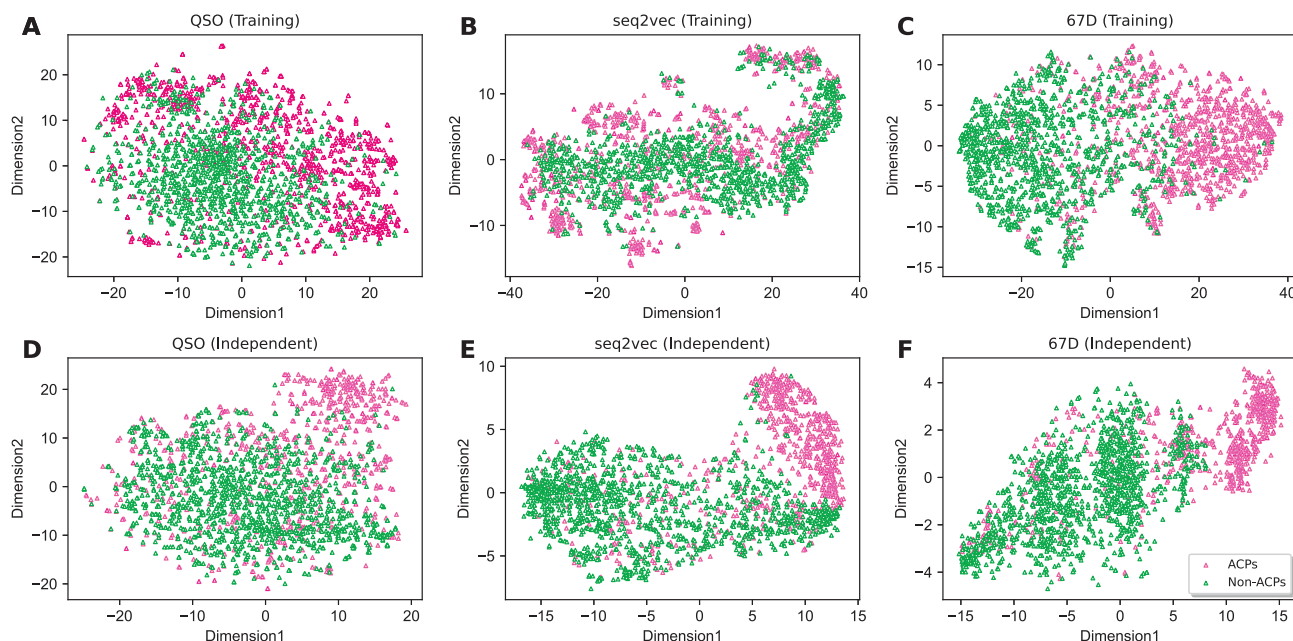 A
QSO (Training)
20
10
0
−10
−20
Dimension2
−20
−10
0
10
20
Dimension1
B
seq2vec (Training)
10
0
−10
Dimension2
−40
−20
0
20
40
Dimension1
C
67D (Training)
10
5
0
−5
−10
−15
Dimension2
−20
0
20
40
Dimension1
D
QSO (Independent)
20
10
0
−10
−20
Dimension2
−20
−10
0
10
20
Dimension1
E
seq2vec (Independent)
10
5
0
−5
Dimension2
−15
−10
−5
0
5
10
15
Dimension1
F
67D (Independent)
4
2
0
−2
−4
Dimension2
−15
−10
−5
0
5
10
15
Dimension1
ACPs
Non-ACPs